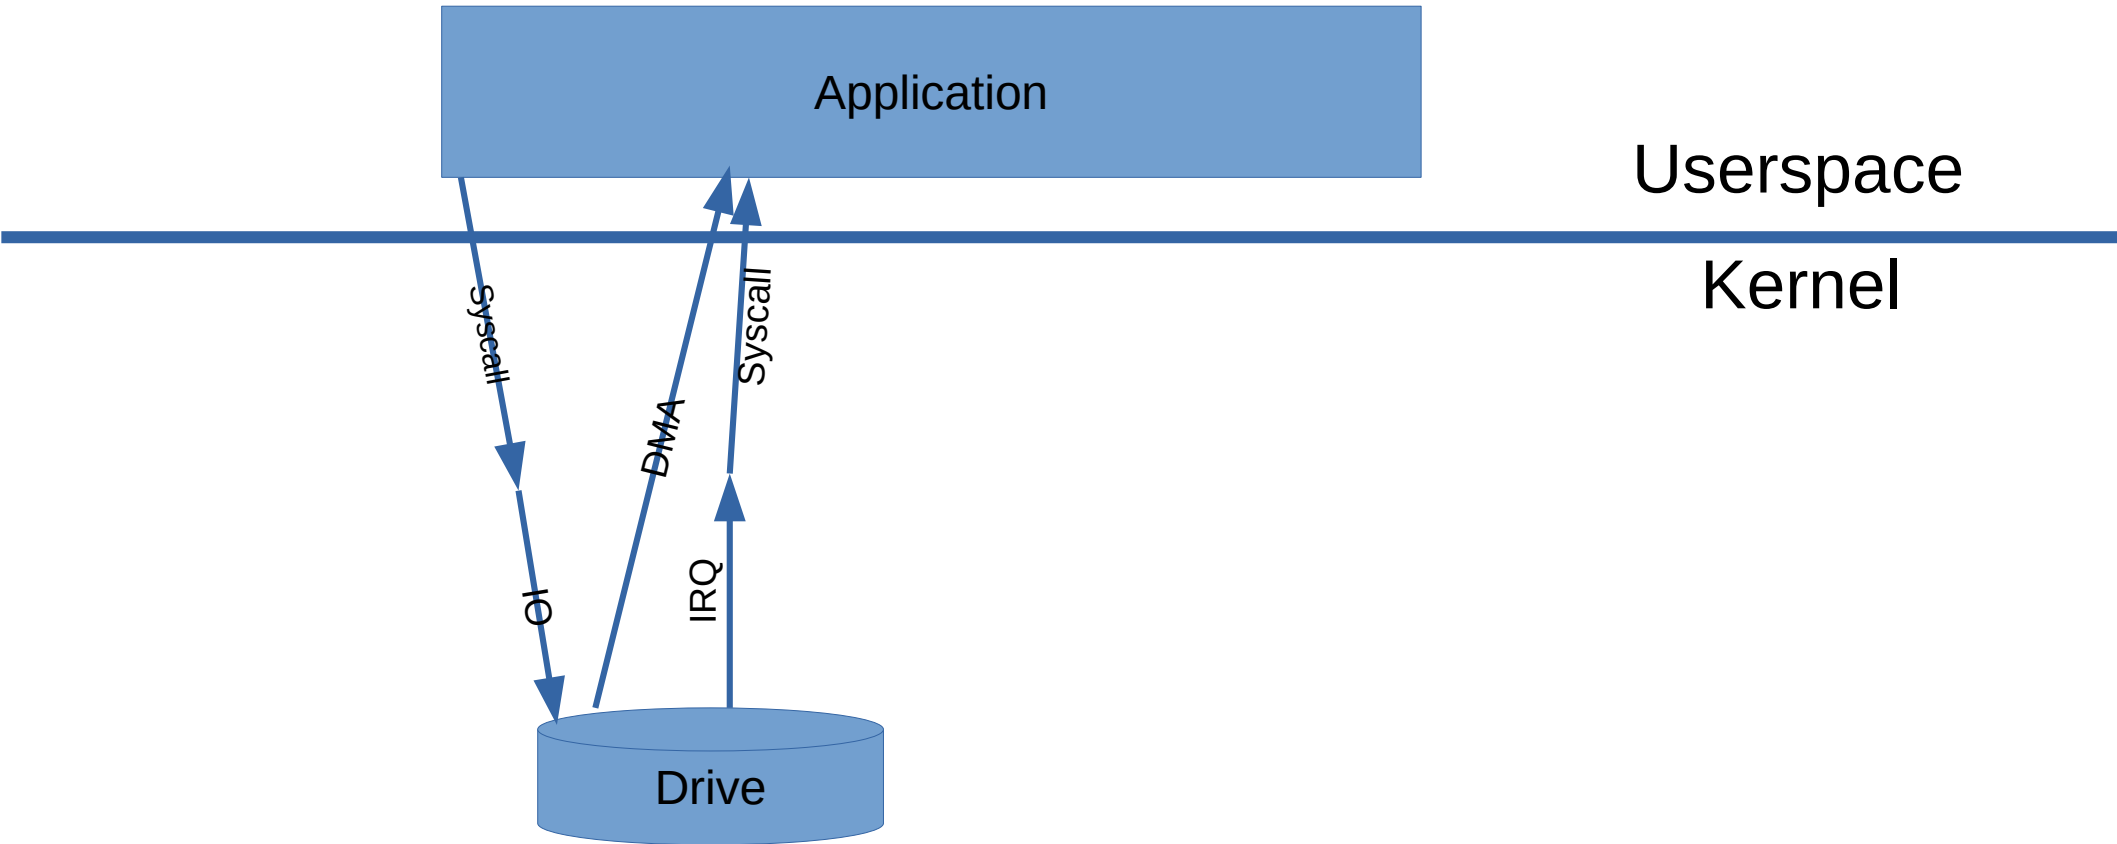 Application
Userspace
Kernel
Syscall
Syscall
DMA
IRQ
IO
Drive